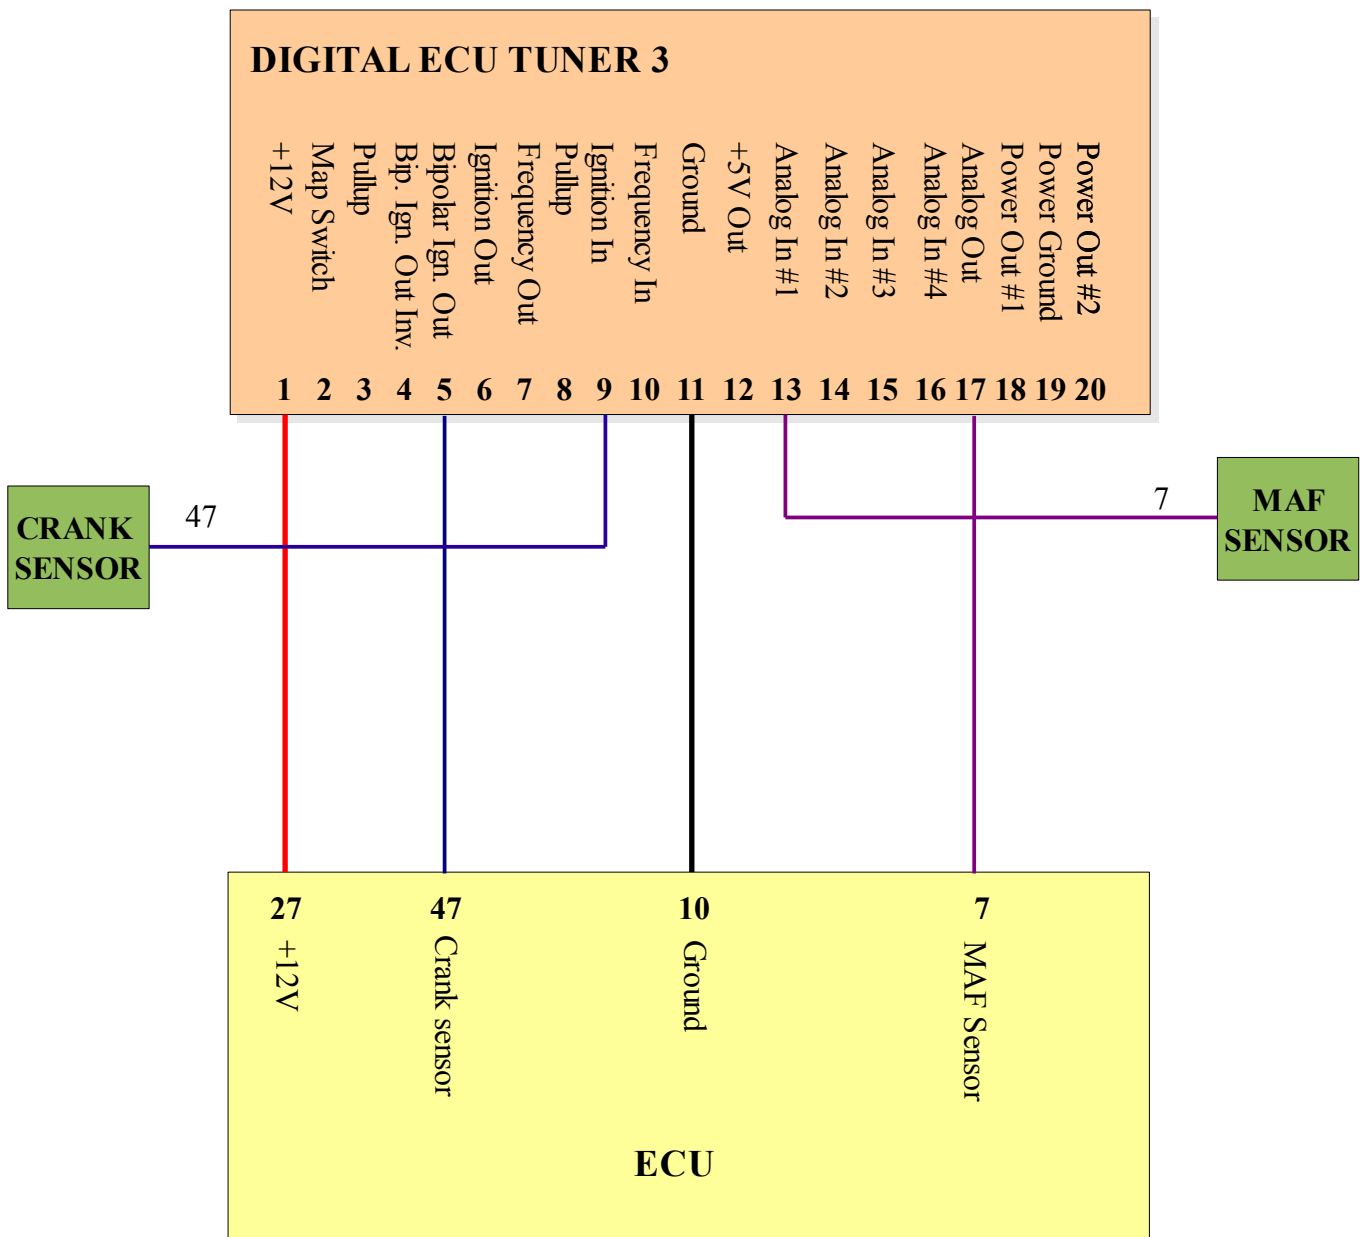 DIGITAL ECU TUNER 3
+12V
Map Switch
Pullup
Bip. Ign. Out Inv.
Bipolar Ign. Out
Ignition Out
Frequency Out
Pullup
Ignition In
Frequency In
Ground
+5V Out
Analog In #1
Analog In #2
Analog In #3
Analog In #4
Analog Out
Power Out #1
Power Ground
Power Out #2
1 2 3 4 5 6 7 8 9 10 11 12 13 14 15 16 17 18 19 20
CRANK
SENSOR
47
7
MAF
SENSOR
27 47 10 7
+12V
Crank sensor
Ground
MAF Sensor
ECU